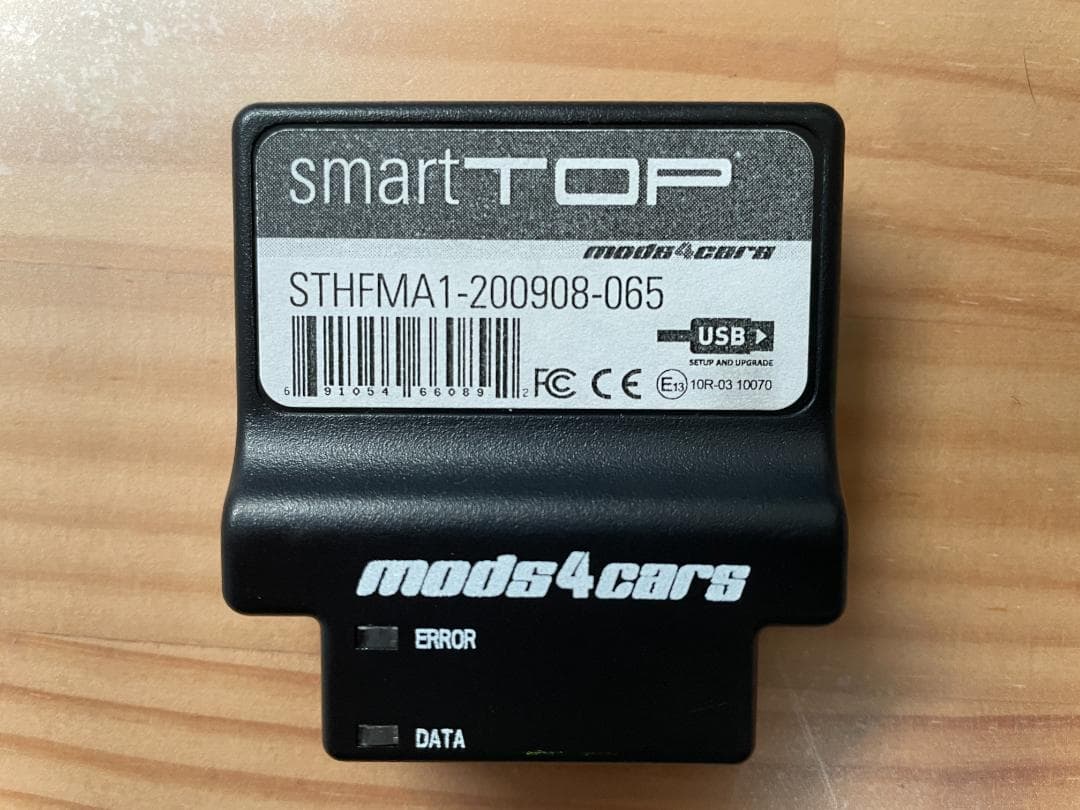 smartTOP
mods4cars
STHFMA1-200908-065
USB
SETUP AND UPGRADE
6 91054 66089 2
FC CE E13 10R-03 10070
mods4cars
ERROR
DATA